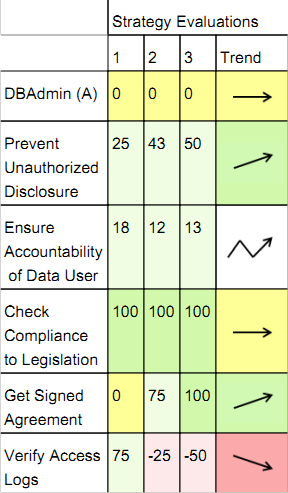 Strategy Evaluations
1 2 3 Trend
DBAdmin (A) 0 0 0
Prevent 25 43 50
Unauthorized
Disclosure
Ensure 18 12 13
Accountability
of Data User
Check 100 100 100
Compliance
to Legislation
Get Signed 0 75 100
Agreement
Verify Access 75 -25 -50
Logs